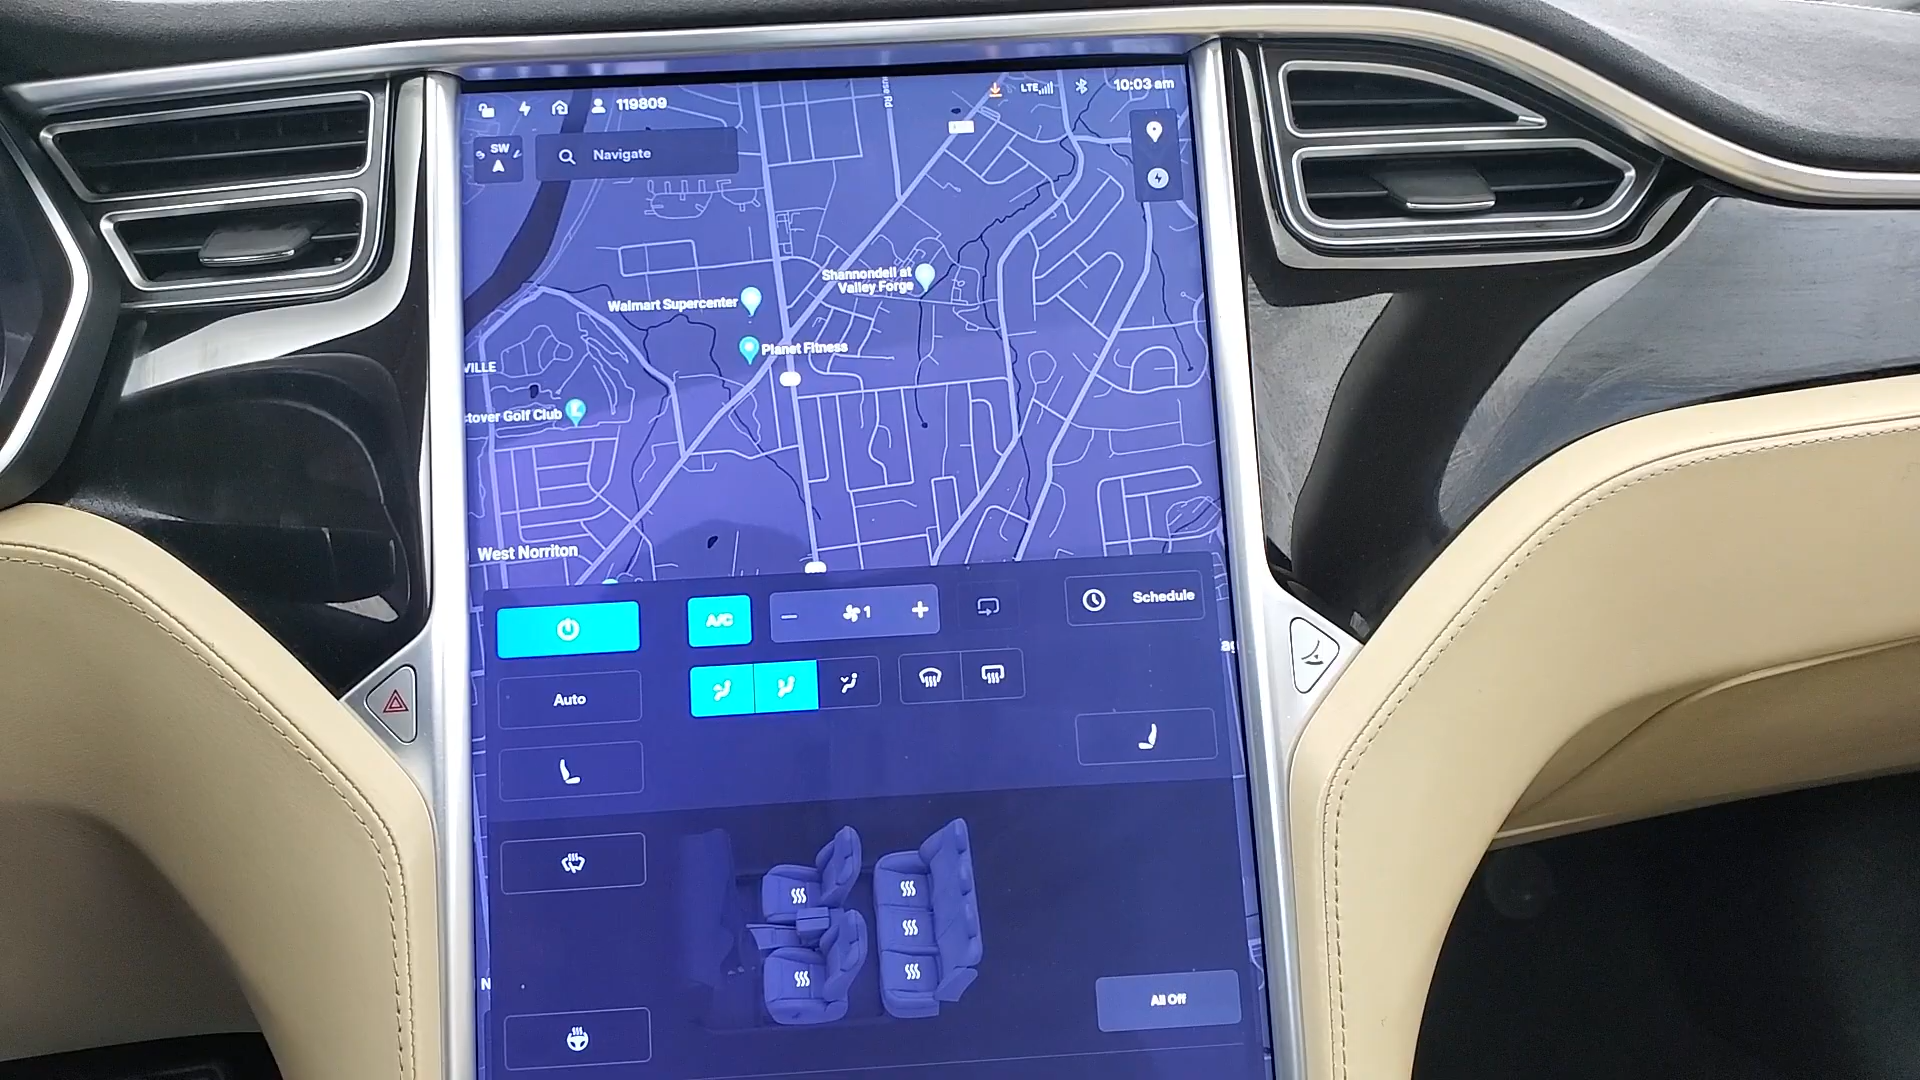 119809
LTE
10:03 am
SW
Navigate
Shannondell at
Valley Forge
Walmart Supercenter
Planet Fitness
VILLE
stover Golf Club
West Norriton
A/C
1
Schedule
Auto
N
All Off